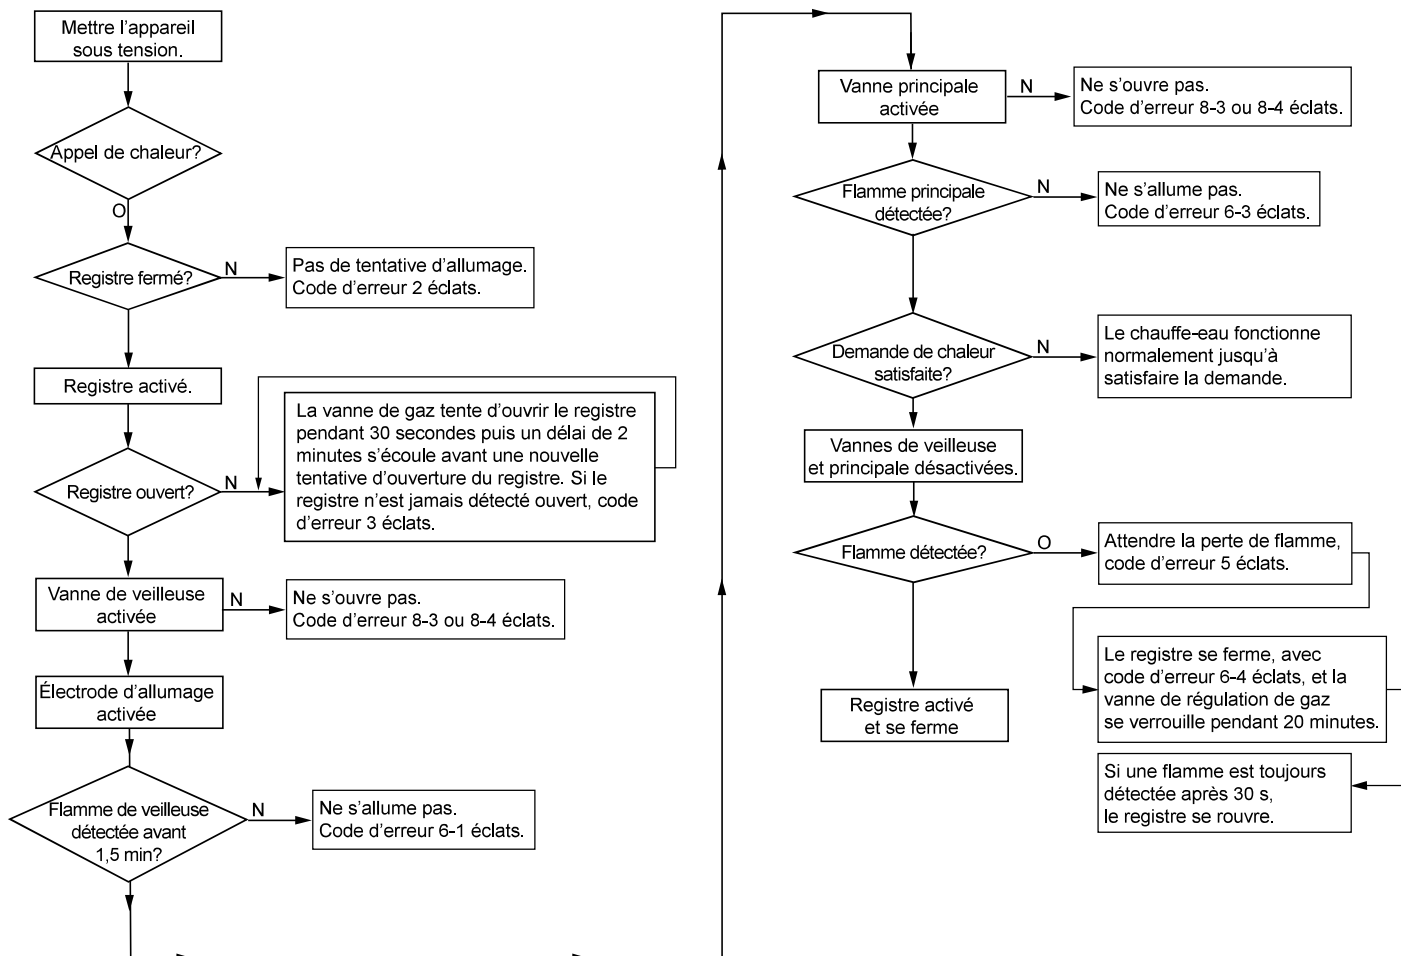 Mettre l'appareil
sous tension.
Appel de chaleur?
O
Registre fermé?
N
Pas de tentative d'allumage.
Code d'erreur 2 éclats.
Registre activé.
Registre ouvert?
N
La vanne de gaz tente d'ouvrir le registre
pendant 30 secondes puis un délai de 2
minutes s'écoule avant une nouvelle
tentative d'ouverture du registre. Si le
registre n'est jamais détecté ouvert, code
d'erreur 3 éclats.
Vanne de veilleuse
activée
N
Ne s'ouvre pas.
Code d'erreur 8-3 ou 8-4 éclats.
Électrode d'allumage
activée
Flamme de veilleuse
détectée avant
1,5 min?
N
Ne s'allume pas.
Code d'erreur 6-1 éclats.
Vanne principale
activée
N
Ne s'ouvre pas.
Code d'erreur 8-3 ou 8-4 éclats.
Flamme principale
détectée?
N
Ne s'allume pas.
Code d'erreur 6-3 éclats.
Demande de chaleur
satisfaite?
N
Le chauffe-eau fonctionne
normalement jusqu'à
satisfaire la demande.
Vannes de veilleuse
et principale désactivées.
Flamme détectée?
O
Attendre la perte de flamme,
code d'erreur 5 éclats.
Le registre se ferme, avec
code d'erreur 6-4 éclats, et la
vanne de régulation de gaz
se verrouille pendant 20 minutes.
Registre activé
et se ferme
Si une flamme est toujours
détectée après 30 s,
le registre se rouvre.